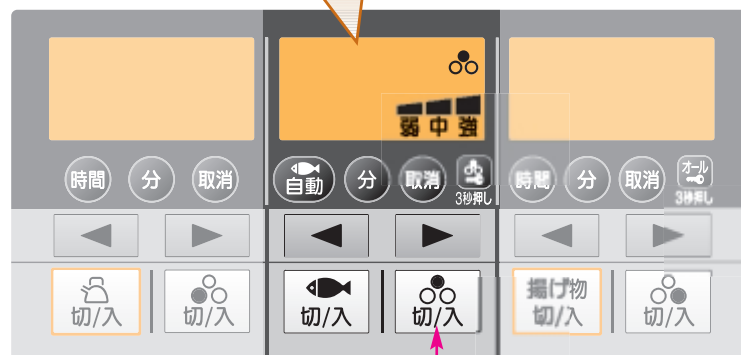 弱 中 強
時間 分 取消 自動 分 取消 時間 分 取消 オール
3秒押し 3秒押し
切/入 切/入 切/入 切/入 揚げ物 切/入 切/入